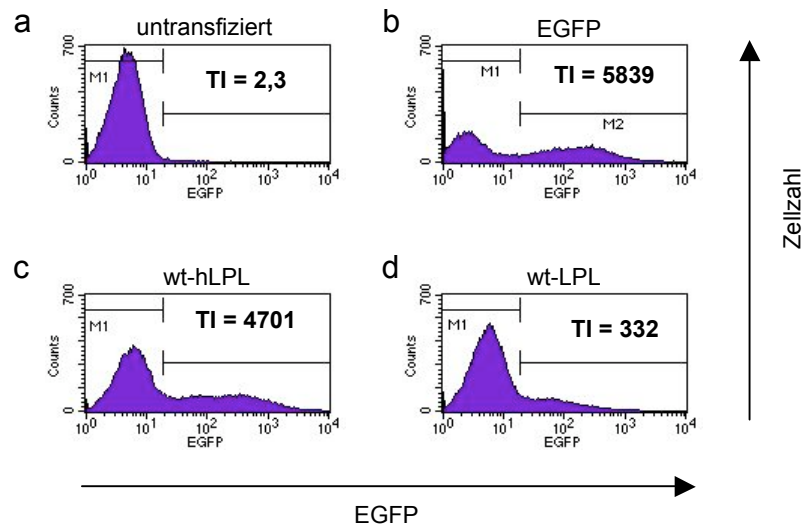 a
untransfiziert
700
Counts
0
M1
TI = 2,3
10^0 10^1 10^2 10^3 10^4
EGFP
b
EGFP
700
Counts
0
M1
TI = 5839
M2
10^0 10^1 10^2 10^3 10^4
EGFP
c
wt-hLPL
700
Counts
0
M1
TI = 4701
10^0 10^1 10^2 10^3 10^4
EGFP
d
wt-LPL
700
Counts
0
M1
TI = 332
10^0 10^1 10^2 10^3 10^4
EGFP
Zellzahl
EGFP